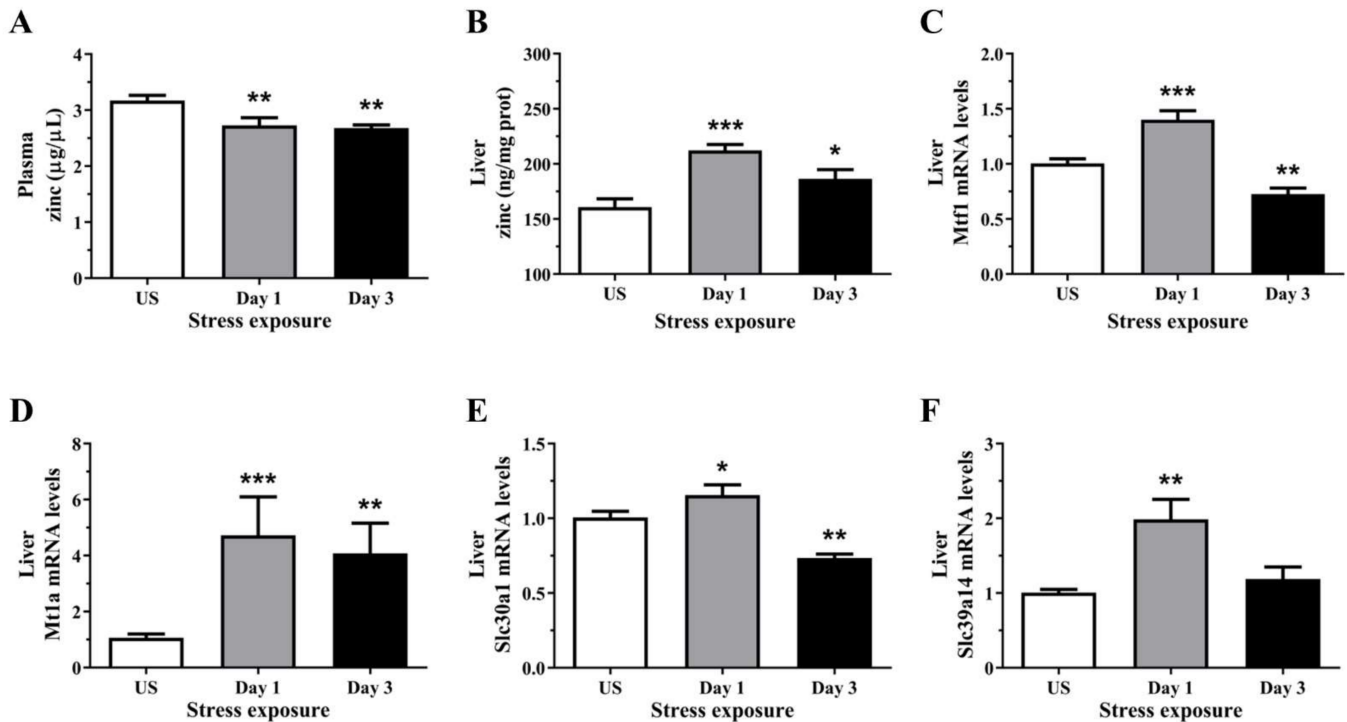 A
Plasma
zinc (µg/µL)
4
3
2
1
0
**
**
US
Day 1
Day 3
Stress exposure
B
Liver
zinc (ng/mg prot)
300
250
200
150
100
***
*
US
Day 1
Day 3
Stress exposure
C
Liver
Mtf1 mRNA levels
2.0
1.5
1.0
0.5
0.0
***
**
US
Day 1
Day 3
Stress exposure
D
Liver
Mt1a mRNA levels
8
6
4
2
0
***
**
US
Day 1
Day 3
Stress exposure
E
Liver
Slc30a1 mRNA levels
1.5
1.0
0.5
0.0
*
**
US
Day 1
Day 3
Stress exposure
F
Liver
Slc39a14 mRNA levels
3
2
1
0
**
US
Day 1
Day 3
Stress exposure